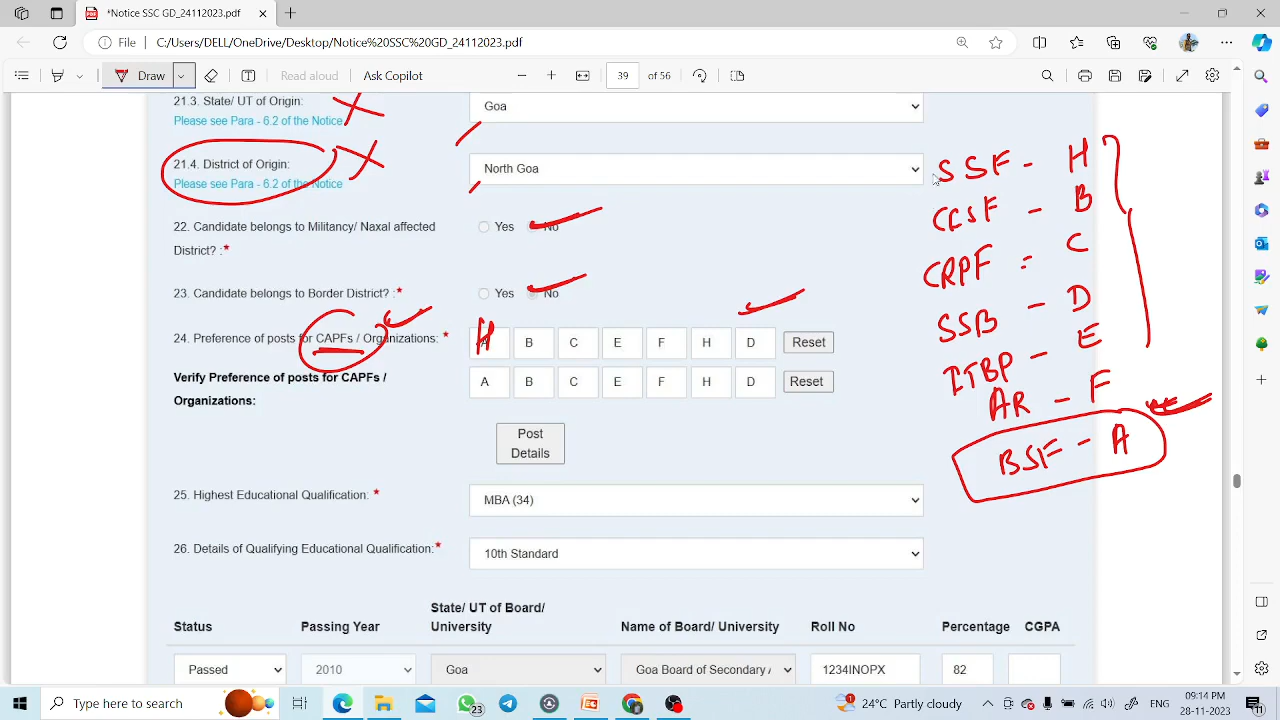 *Notice SSC GD_24112023.pdf
File C:/Users/DELL/OneDrive/Desktop/Notice%20SSC%20GD_24112023.pdf
Draw Read aloud Ask Copilot 39 of 56
21.3. State/ UT of Origin: Goa
Please see Para - 6.2 of the Notice
21.4. District of Origin: North Goa
Please see Para - 6.2 of the Notice
SSF - H
CISF - B
CRPF - C
SSB - D
ITBP - E
AR - F
BSF - A
22. Candidate belongs to Militancy/ Naxal affected Yes No
District? :*
23. Candidate belongs to Border District? :* Yes No
24. Preference of posts for CAPFs / Organizations: * A B C E F H D Reset
H
Verify Preference of posts for CAPFs / A B C E F H D Reset
Organizations:
Post
Details
25. Highest Educational Qualification: * MBA (34)
26. Details of Qualifying Educational Qualification:* 10th Standard
Status Passing Year State/ UT of Board/ University Name of Board/ University Roll No Percentage CGPA
Passed 2010 Goa Goa Board of Secondary 1234INOPX 82
Type here to search 23 1 24°C Partly cloudy ENG 09:14 PM
28-11-2023